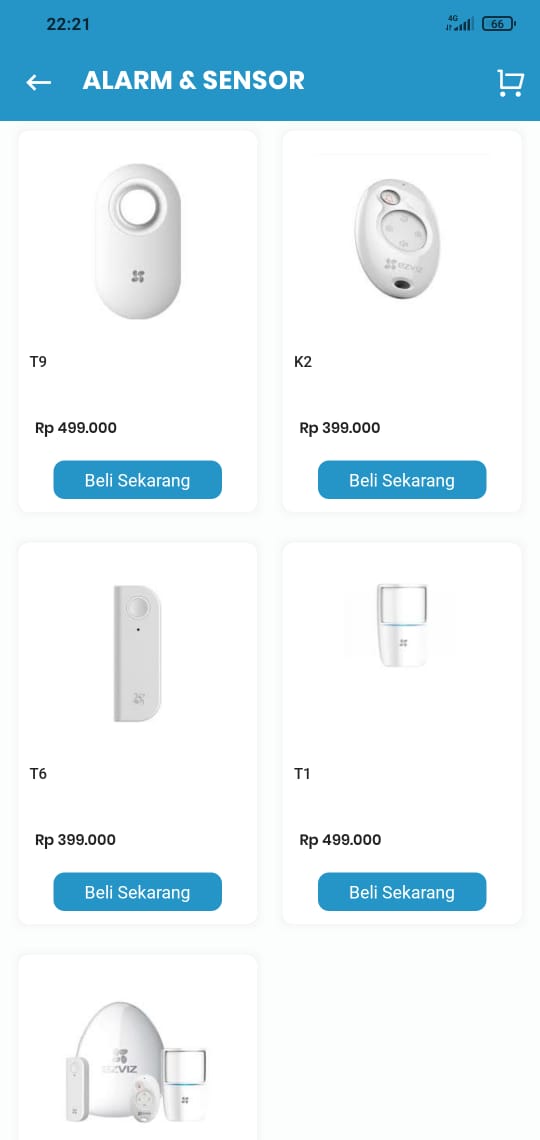 22:21
4G
66
ALARM & SENSOR
ezviz
T9
K2
Rp 499.000
Rp 399.000
Beli Sekarang
Beli Sekarang
T6
T1
Rp 399.000
Rp 499.000
Beli Sekarang
Beli Sekarang
ezviz